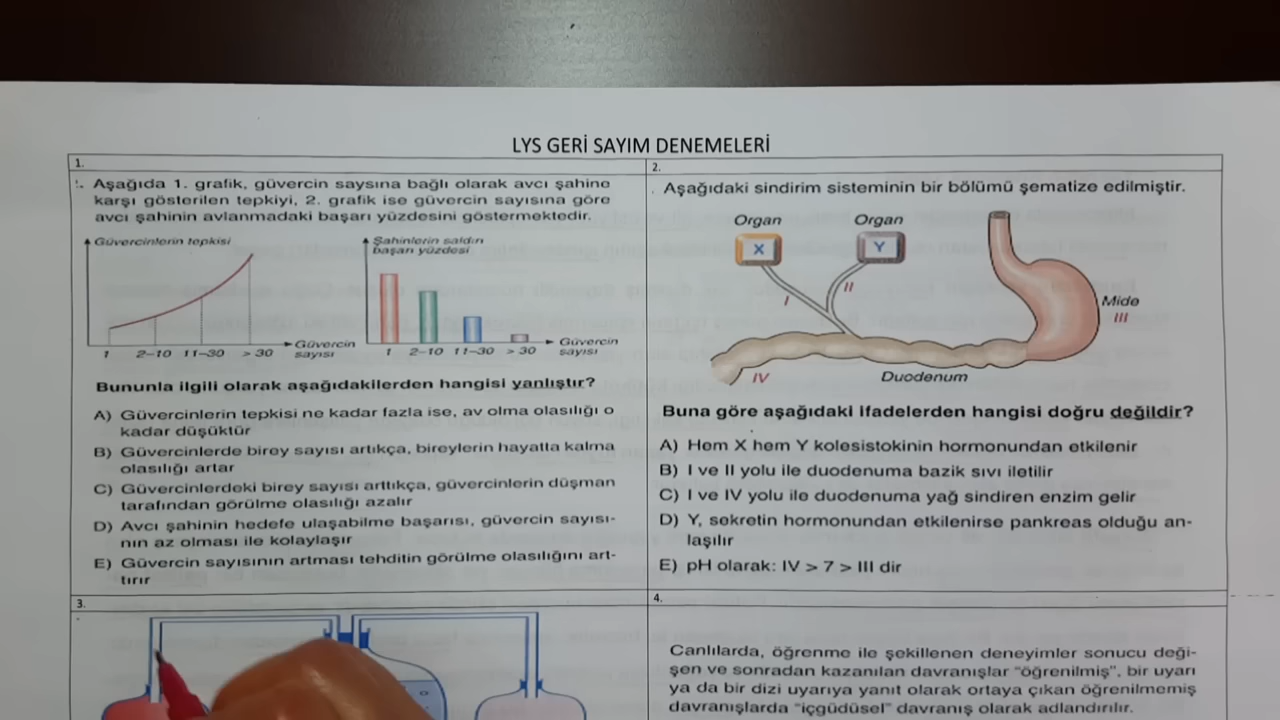 LYS GERİ SAYIM DENEMELERİ
1.
Aşağıda 1. grafik, güvercin saysına bağlı olarak avcı şahine
karşı gösterilen tepkiyi, 2. grafik ise güvercin sayısına göre
avcı şahinin avlanmadaki başarı yüzdesini göstermektedir.
Güvercinlerin tepkisi
1 2–10 11–30 > 30
Güvercin
sayısı
Şahinlerin saldırı
başarı yüzdesi
1 2–10 11–30 > 30
Güvercin
sayısı
Bununla ilgili olarak aşağıdakilerden hangisi yanlıştır?
A) Güvercinlerin tepkisi ne kadar fazla ise, av olma olasılığı o
kadar düşüktür
B) Güvercinlerde birey sayısı artıkça, bireylerin hayatta kalma
olasılığı artar
C) Güvercinlerdeki birey sayısı arttıkça, güvercinlerin düşman
tarafından görülme olasılığı azalır
D) Avcı şahinin hedefe ulaşabilme başarısı, güvercin sayısı-
nın az olması ile kolaylaşır
E) Güvercin sayısının artması tehditin görülme olasılığını art-
tırır
2.
Aşağıdaki sindirim sisteminin bir bölümü şematize edilmiştir.
Organ
X
Organ
Y
I
II
Mide
III
IV
Duodenum
Buna göre aşağıdaki ifadelerden hangisi doğru değildir?
A) Hem X hem Y kolesistokinin hormonundan etkilenir
B) I ve II yolu ile duodenuma bazik sıvı iletilir
C) I ve IV yolu ile duodenuma yağ sindiren enzim gelir
D) Y, sekretin hormonundan etkilenirse pankreas olduğu an-
laşılır
E) pH olarak: IV > 7 > III dir
3.
4.
Canlılarda, öğrenme ile şekillenen deneyimler sonucu deği-
şen ve sonradan kazanılan davranışlar "öğrenilmiş", bir uyarı
ya da bir dizi uyarıya yanıt olarak ortaya çıkan öğrenilmemiş
davranışlarda "içgüdüsel" davranış olarak adlandırılır.